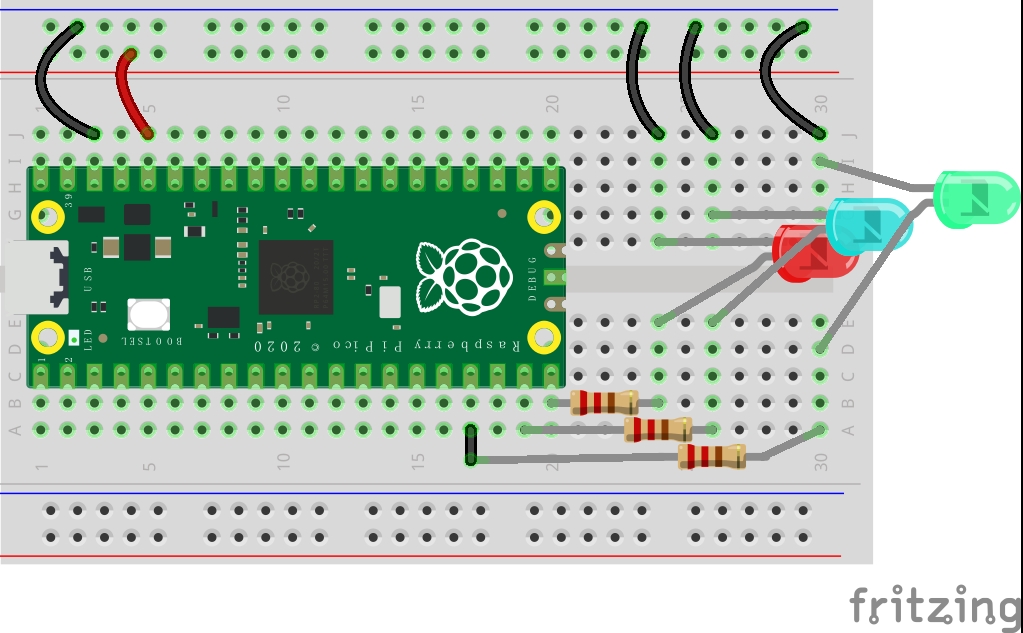 1 5 10 15 20 25 30
J J
I I
H H
G G
F
39
USB
DEBUG
BOOTSEL
LED
1 2
Raspberry Pi Pico © 2020
E E
D D
C C
B B
A A
1 5 10 15 20 30
fritzing